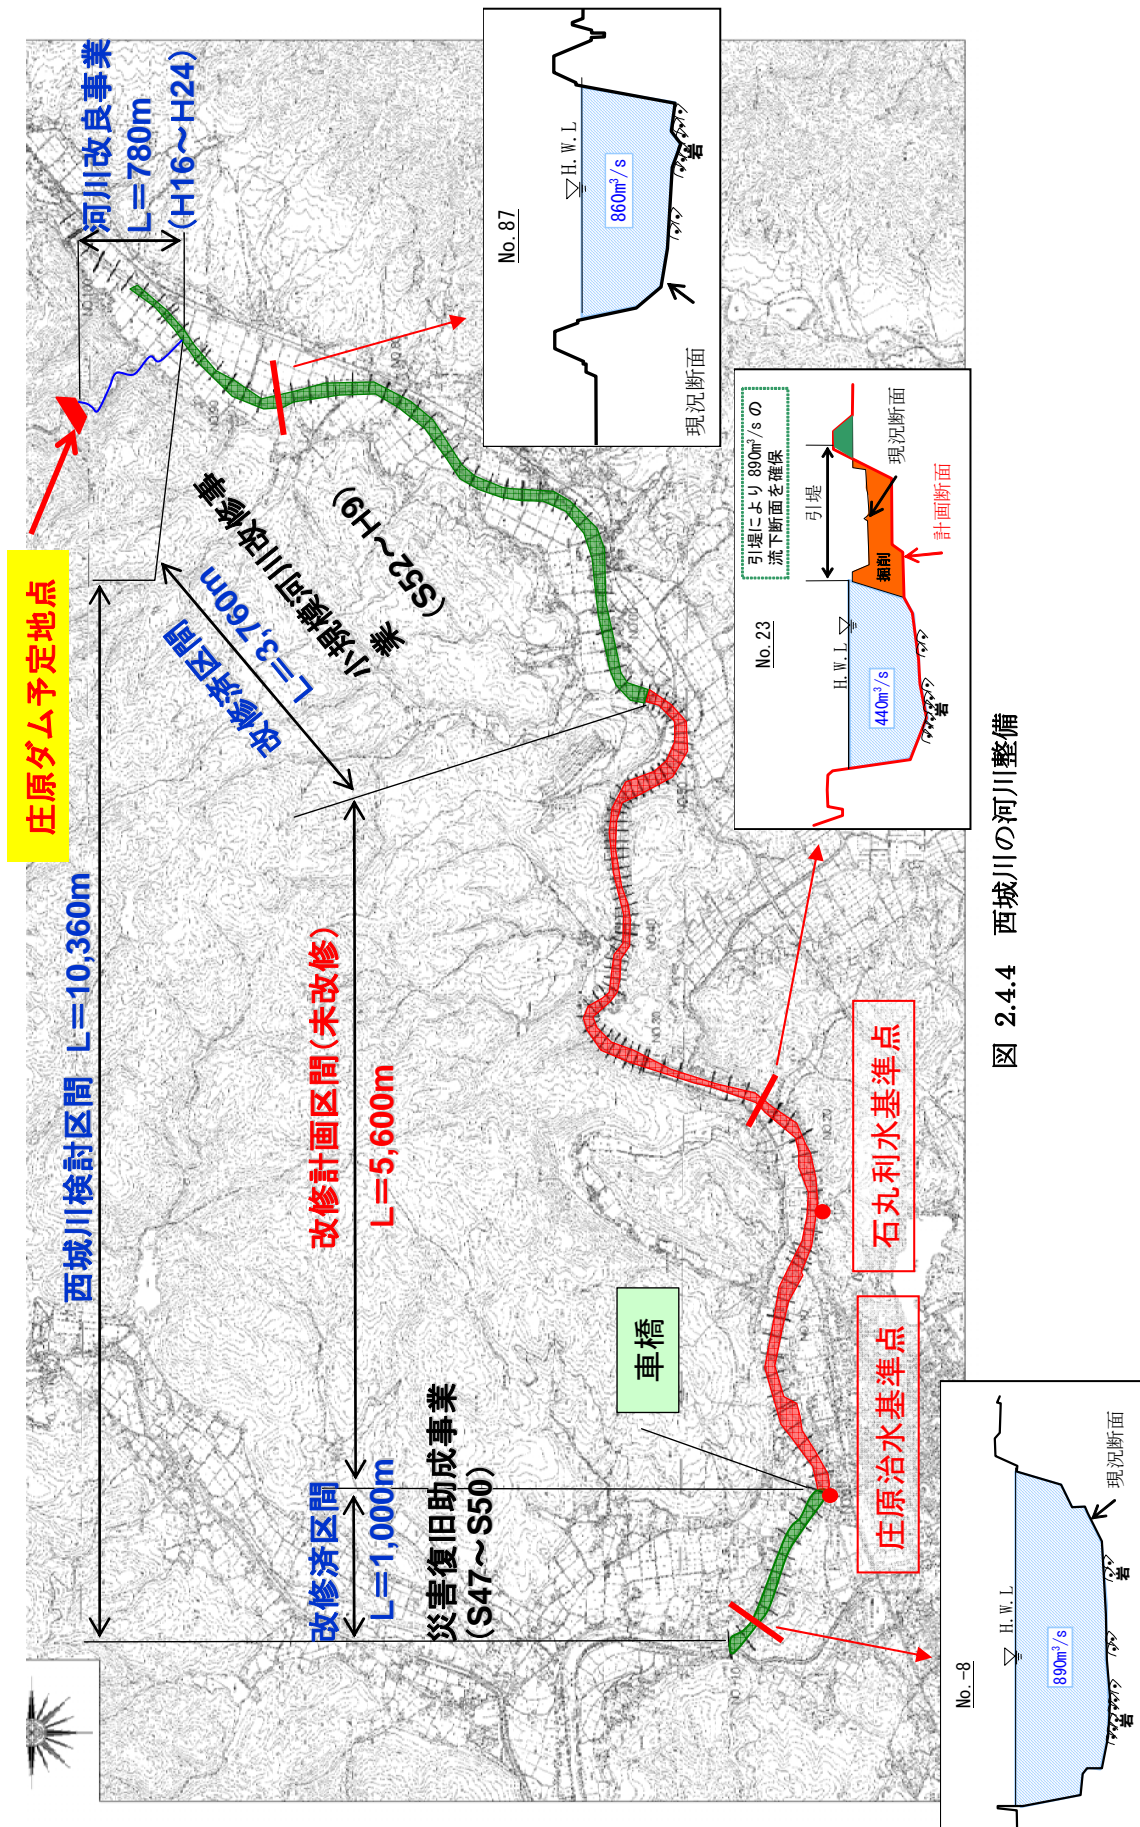 庄原ダム予定地点
河川改良事業
L=780m
(H16～H24)
西城川検討区間 L=10,360m
改修済区間
L=3,760m
小規模河川改修事
業
(S52～H9)
改修計画区間(未改修)
L=5,600m
改修済区間
L=1,000m
災害復旧助成事業
(S47～S50)
車橋
石丸利水基準点
庄原治水基準点
No.87
H.W.L
860m³/s
岩
現況断面
No.23
引堤により 890m³/s の
流下断面を確保
引堤
H.W.L
440m³/s
掘削
岩
現況断面
計画断面
No.-8
H.W.L
890m³/s
岩
岩
現況断面
NO.40
図 2.4.4 西城川の河川整備